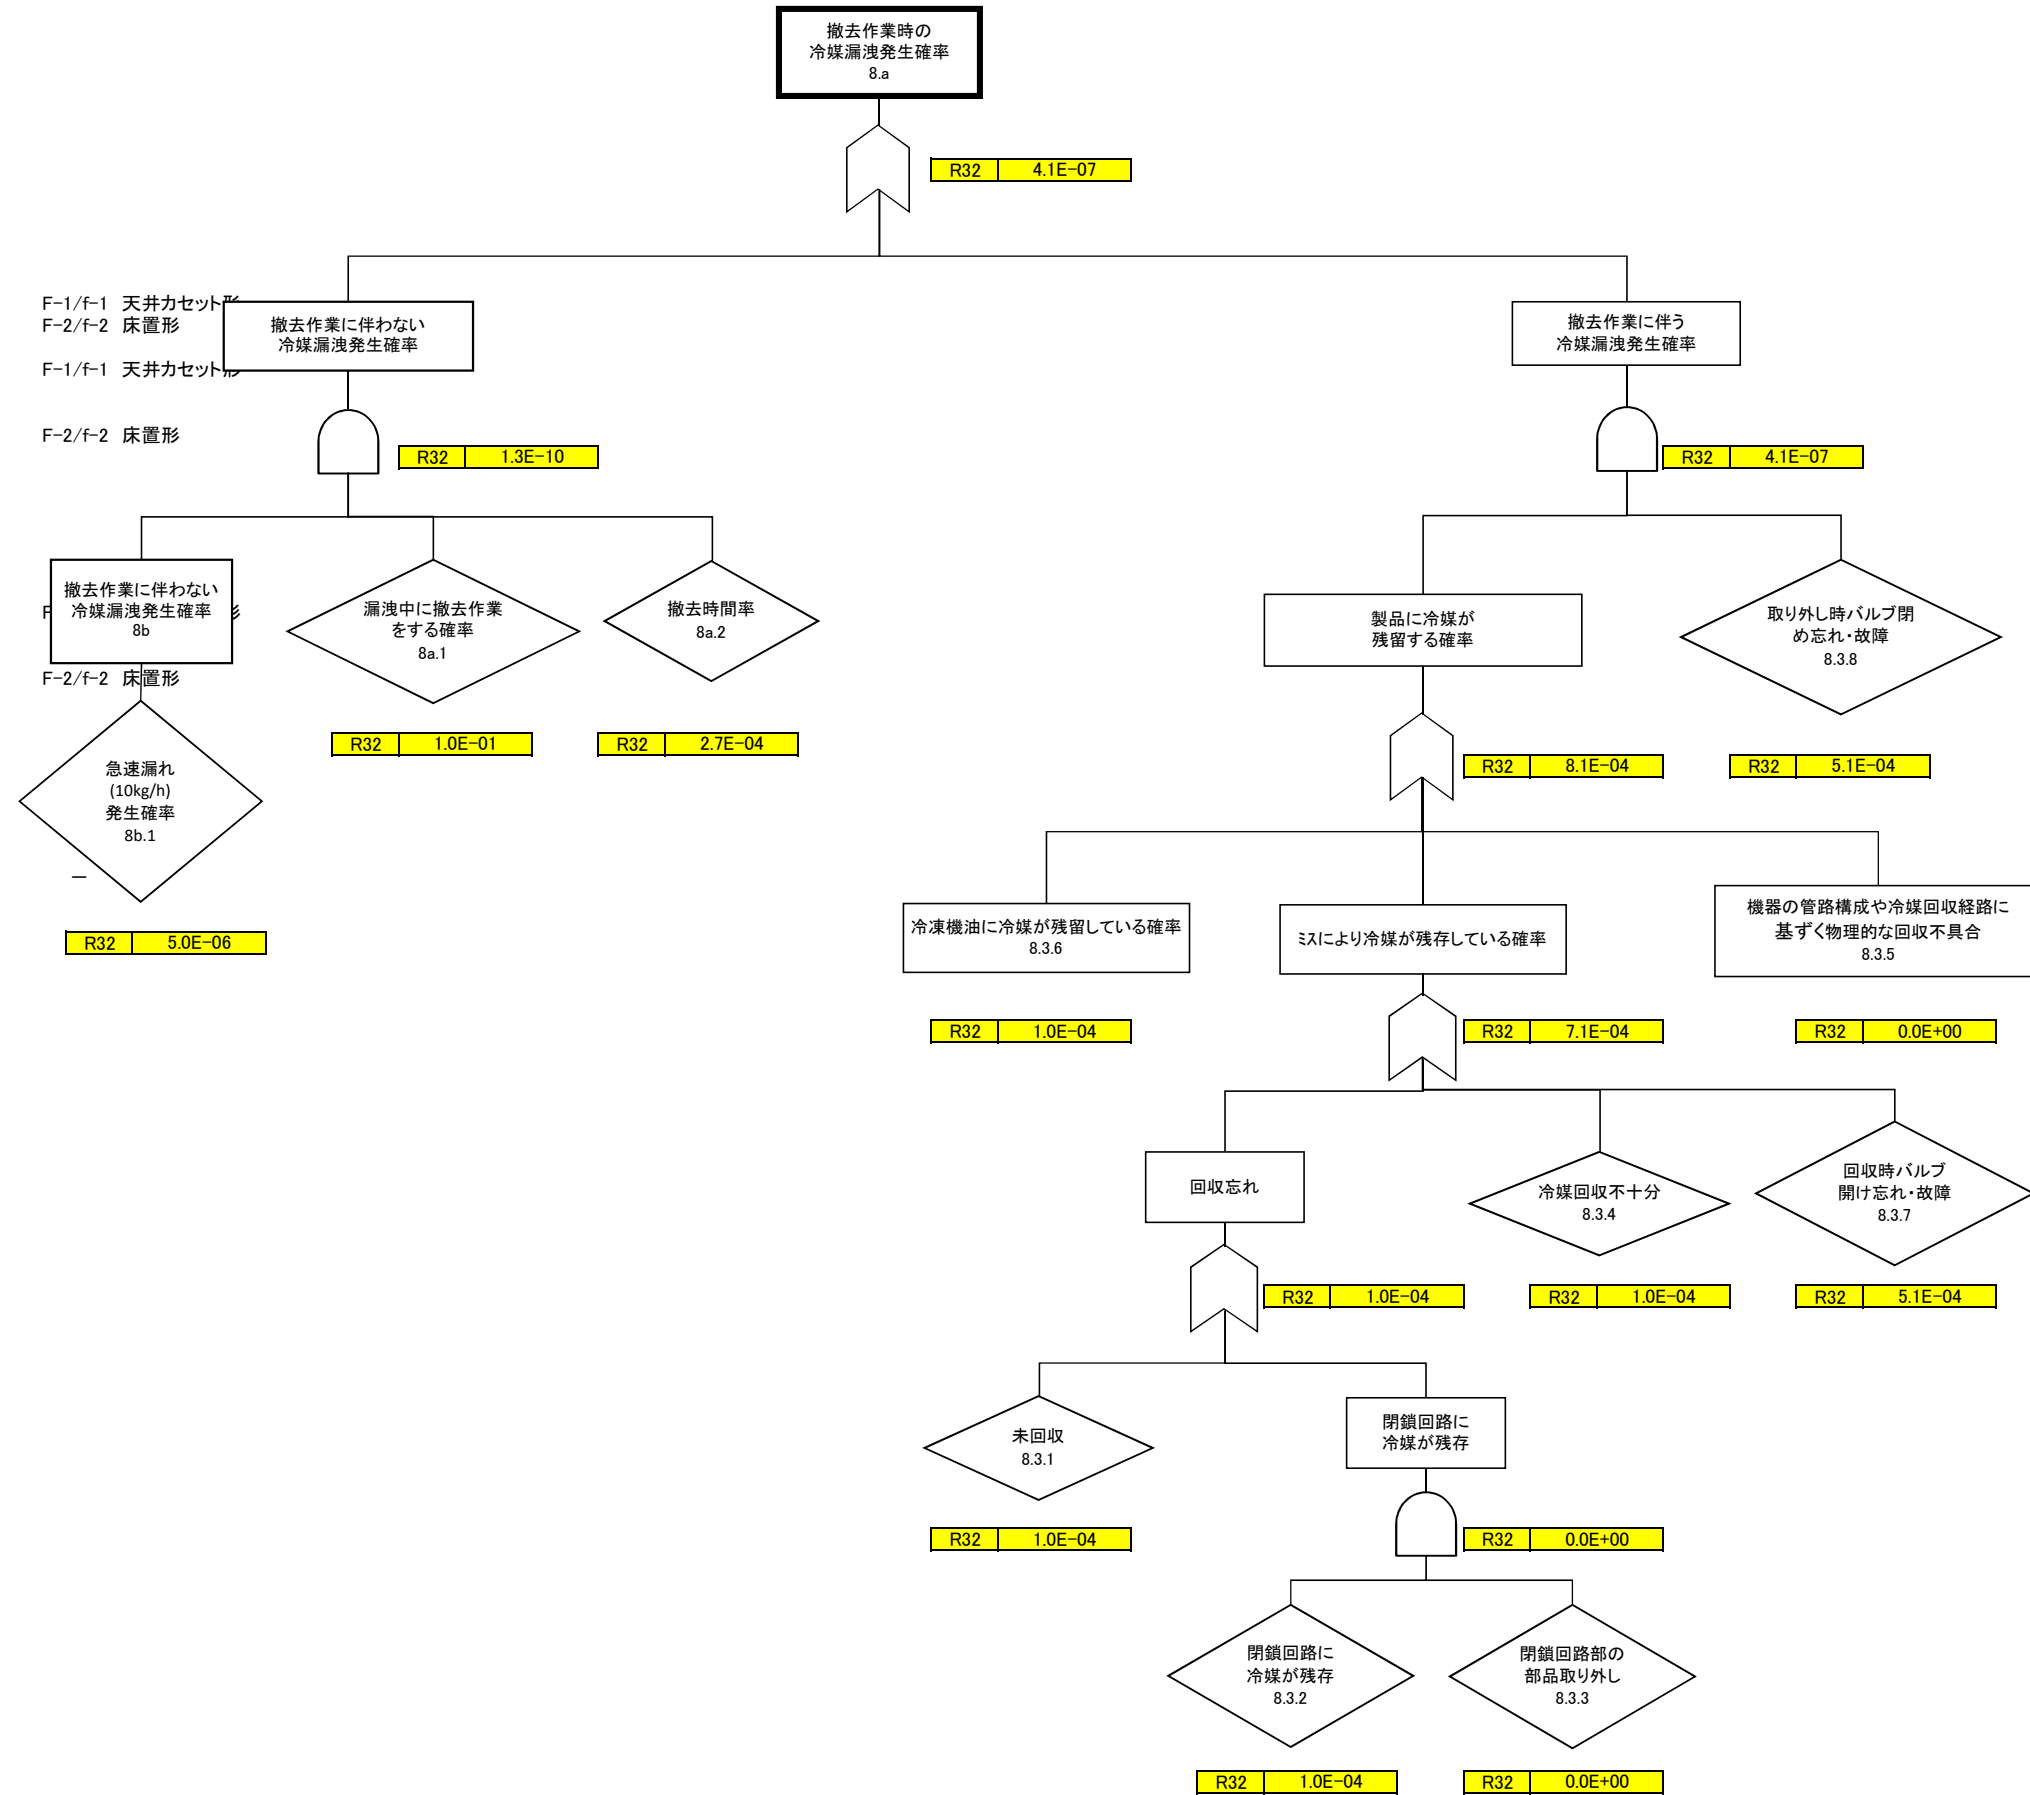 撤去作業時の
冷媒漏洩発生確率
8.a
R32 4.1E-07
F-1/f-1 天井カセット形
F-2/f-2 床置形
撤去作業に伴わない
冷媒漏洩発生確率
撤去作業に伴う
冷媒漏洩発生確率
F-1/f-1 天井カセット形
F-2/f-2 床置形
R32 1.3E-10
R32 4.1E-07
撤去作業に伴わない
冷媒漏洩発生確率
8b
漏洩中に撤去作業
をする確率
8a.1
撤去時間率
8a.2
製品に冷媒が
残留する確率
取り外し時バルブ閉
め忘れ・故障
8.3.8
F-2/f-2 床置形
R32 1.0E-01
R32 2.7E-04
R32 8.1E-04
R32 5.1E-04
急速漏れ
(10kg/h)
発生確率
8b.1
R32 5.0E-06
冷凍機油に冷媒が残留している確率
8.3.6
ミスにより冷媒が残存している確率
機器の管路構成や冷媒回収経路に
基ずく物理的な回収不具合
8.3.5
R32 1.0E-04
R32 7.1E-04
R32 0.0E+00
回収忘れ
冷媒回収不十分
8.3.4
回収時バルブ
開け忘れ・故障
8.3.7
R32 1.0E-04
R32 1.0E-04
R32 5.1E-04
未回収
8.3.1
閉鎖回路に
冷媒が残存
R32 1.0E-04
R32 0.0E+00
閉鎖回路に
冷媒が残存
8.3.2
閉鎖回路部の
部品取り外し
8.3.3
R32 1.0E-04
R32 0.0E+00